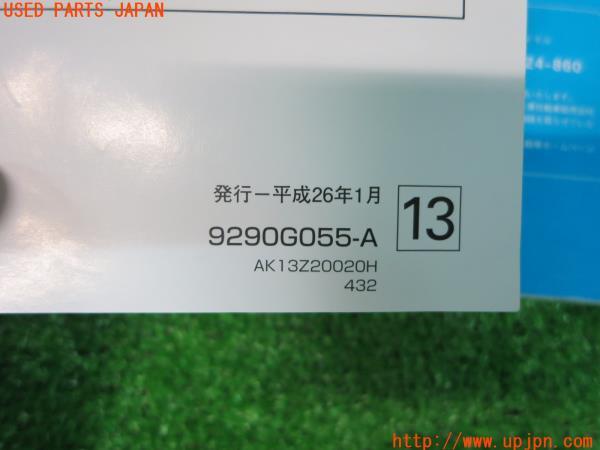 USED PARTS JAPAN
24-860
発行－平成26年1月
13
9290G055-A
AK13Z20020H
432
http://www.upjpn.com/